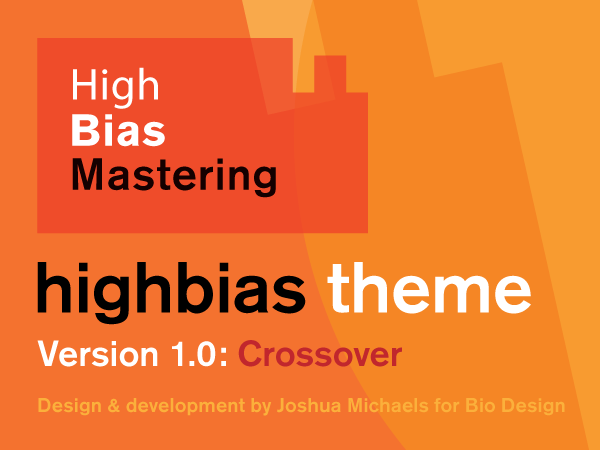 High
Bias
Mastering
highbias theme
Version 1.0: Crossover
Design & development by Joshua Michaels for Bio Design